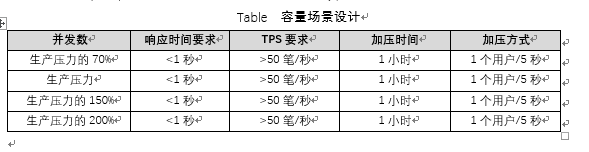 Table 容量场景设计
并发数 响应时间要求 TPS 要求 加压时间 加压方式
生产压力的 70% <1 秒 >50 笔/秒 1 小时 1 个用户/5 秒
生产压力 <1 秒 >50 笔/秒 1 小时 1 个用户/5 秒
生产压力的 150% <1 秒 >50 笔/秒 1 小时 1 个用户/5 秒
生产压力的 200% <1 秒 >50 笔/秒 1 小时 1 个用户/5 秒